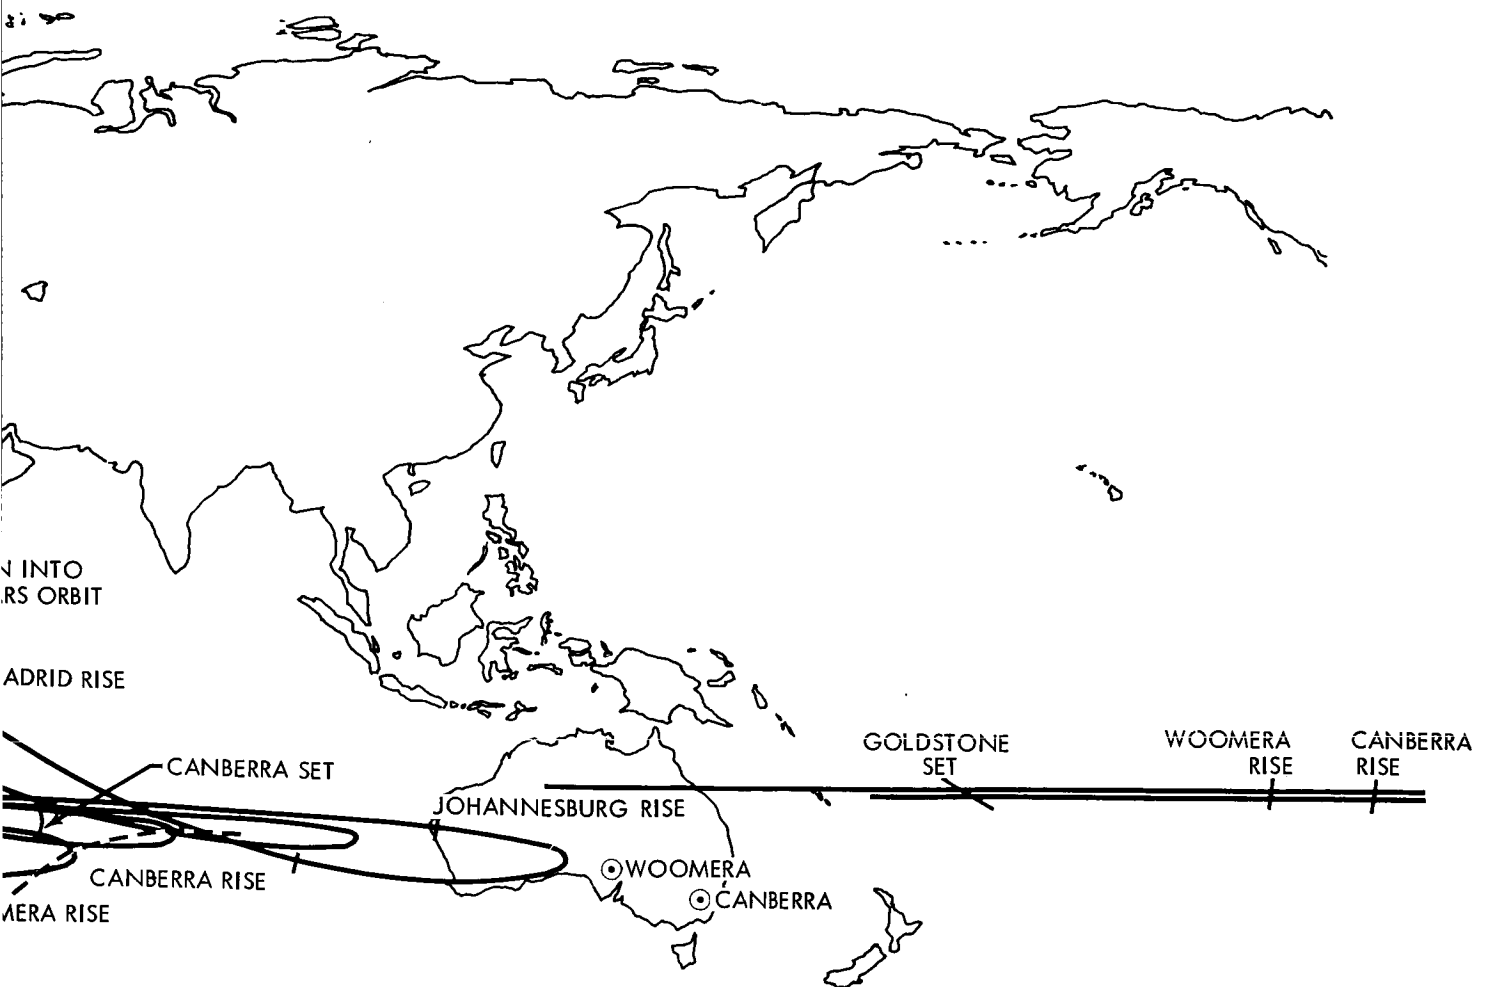 N INTO
RS ORBIT
ADRID RISE
GOLDSTONE
SET
WOOMERA
RISE
CANBERRA
RISE
CANBERRA SET
JOHANNESBURG RISE
WOOMERA
CANBERRA RISE
CANBERRA
MERA RISE